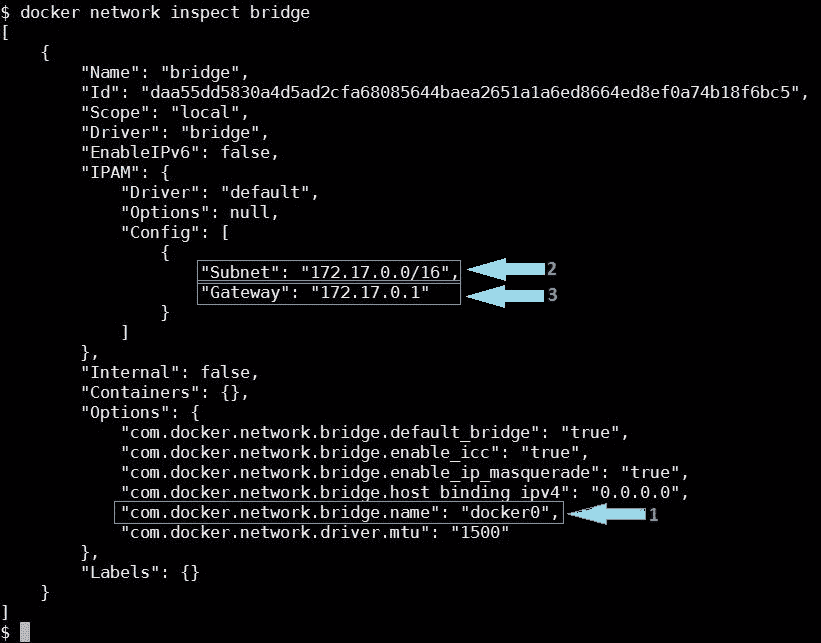 $ docker network inspect bridge
[
    {
        "Name": "bridge",
        "Id": "daa55dd5830a4d5ad2cfa68085644baea2651a1a6ed8664ed8ef0a74b18f6bc5",
        "Scope": "local",
        "Driver": "bridge",
        "EnableIPv6": false,
        "IPAM": {
            "Driver": "default",
            "Options": null,
            "Config": [
                {
                    "Subnet": "172.17.0.0/16", 2
                    "Gateway": "172.17.0.1" 3
                }
            ]
        },
        "Internal": false,
        "Containers": {},
        "Options": {
            "com.docker.network.bridge.default_bridge": "true",
            "com.docker.network.bridge.enable_icc": "true",
            "com.docker.network.bridge.enable_ip_masquerade": "true",
            "com.docker.network.bridge.host_binding_ipv4": "0.0.0.0",
            "com.docker.network.bridge.name": "docker0", 1
            "com.docker.network.driver.mtu": "1500"
        },
        "Labels": {}
    }
]
$